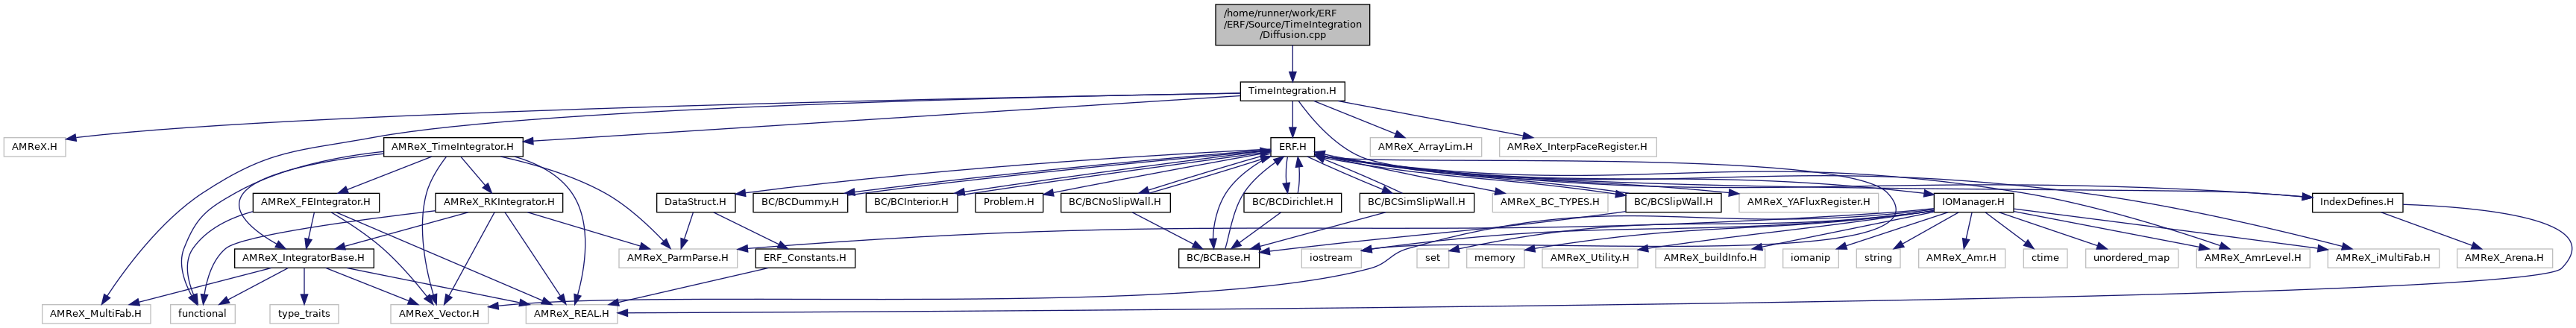 /home/runner/work/ERF
/ERF/Source/TimeIntegration
/Diffusion.cpp
TimeIntegration.H
AMReX.H
AMReX_TimeIntegrator.H
ERF.H
AMReX_ArrayLim.H
AMReX_InterpFaceRegister.H
AMReX_FEIntegrator.H
AMReX_RKIntegrator.H
DataStruct.H
BC/BCDummy.H
BC/BCInterior.H
Problem.H
BC/BCNoSlipWall.H
BC/BCDirichlet.H
BC/BCSimSlipWall.H
AMReX_BC_TYPES.H
BC/BCSlipWall.H
AMReX_YAFluxRegister.H
IOManager.H
IndexDefines.H
AMReX_IntegratorBase.H
AMReX_ParmParse.H
ERF_Constants.H
BC/BCBase.H
iostream
set
memory
AMReX_Utility.H
AMReX_buildInfo.H
iomanip
string
AMReX_Amr.H
ctime
unordered_map
AMReX_AmrLevel.H
AMReX_iMultiFab.H
AMReX_Arena.H
AMReX_MultiFab.H
functional
type_traits
AMReX_Vector.H
AMReX_REAL.H